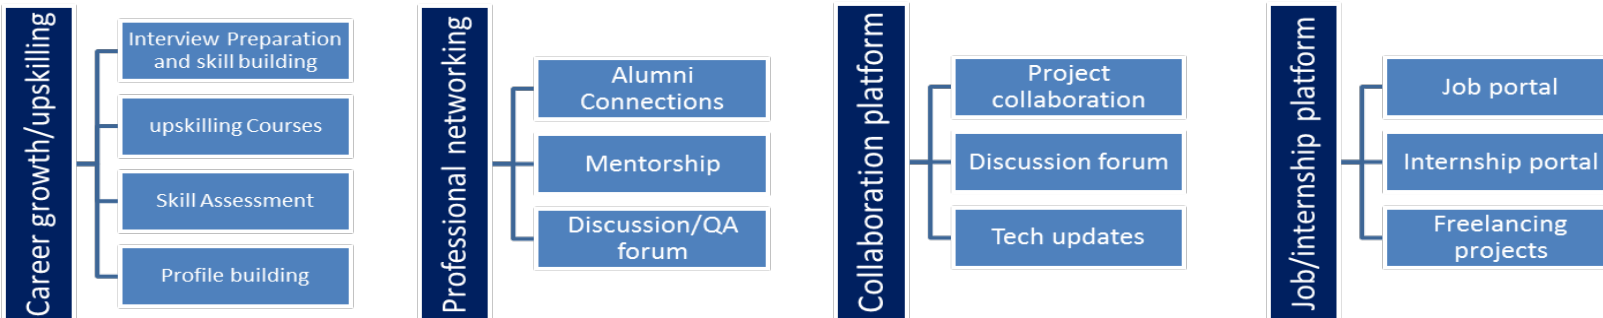 Career growth/upskilling
Interview Preparation
and skill building
upskilling Courses
Skill Assessment
Profile building
Professional networking
Alumni
Connections
Mentorship
Discussion/QA
forum
Collaboration platform
Project
collaboration
Discussion forum
Tech updates
Job/internship platform
Job portal
Internship portal
Freelancing
projects